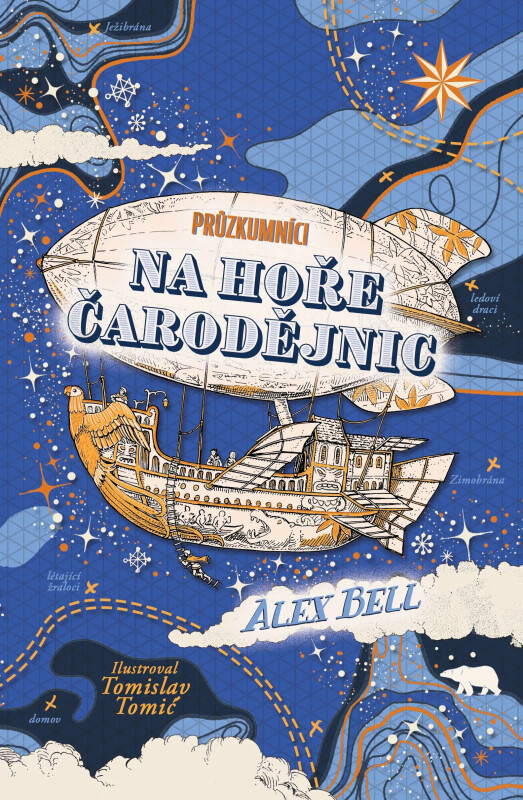 Ježibrána
PRŮZKUMNÍCI
NA HOŘE
ČARODĚJNIC
ledoví
draci
Zimobrána
létající
žraloci
ALEX BELL
Ilustroval
Tomislav
Tomić
domov